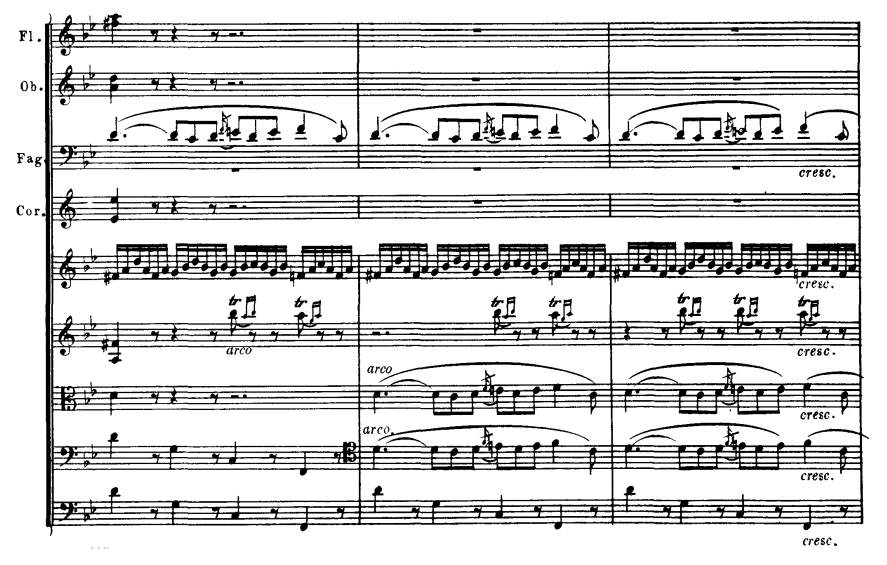 Fl.
Ob.
Fag.
cresc.
Cor.
cresc.
tr tr tr tr tr tr tr
arco cresc.
arco
cresc.
arco.
cresc.
cresc.